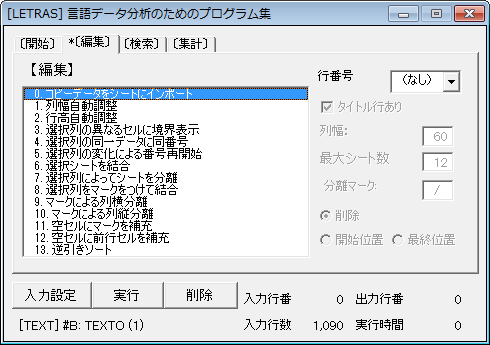 [LETRAS] 言語データ分析のためのプログラム集
〔開始〕 *〔編集〕 〔検索〕 〔集計〕
【編集】
0. コピーデータをシートにインポート
1. 列幅自動調整
2. 行高自動調整
3. 選択列の異なるセルに境界表示
4. 選択列の同一データに同番号
5. 選択列の変化による番号再開始
6. 選択シートを結合
7. 選択列によってシートを分離
8. 選択列をマークをつけて結合
9. マークによる列横分離
10. マークによる列縦分離
11. 空セルにマークを補充
12. 空セルに前行セルを補充
13. 逆引きソート
行番号 (なし)
タイトル行あり
列幅: 60
最大シート数 12
分離マーク: /
削除
開始位置 最終位置
入力設定 実行 削除
入力行番 0 出力行番 0
[TEXT] #B: TEXTO (1) 入力行数 1,090 実行時間 0